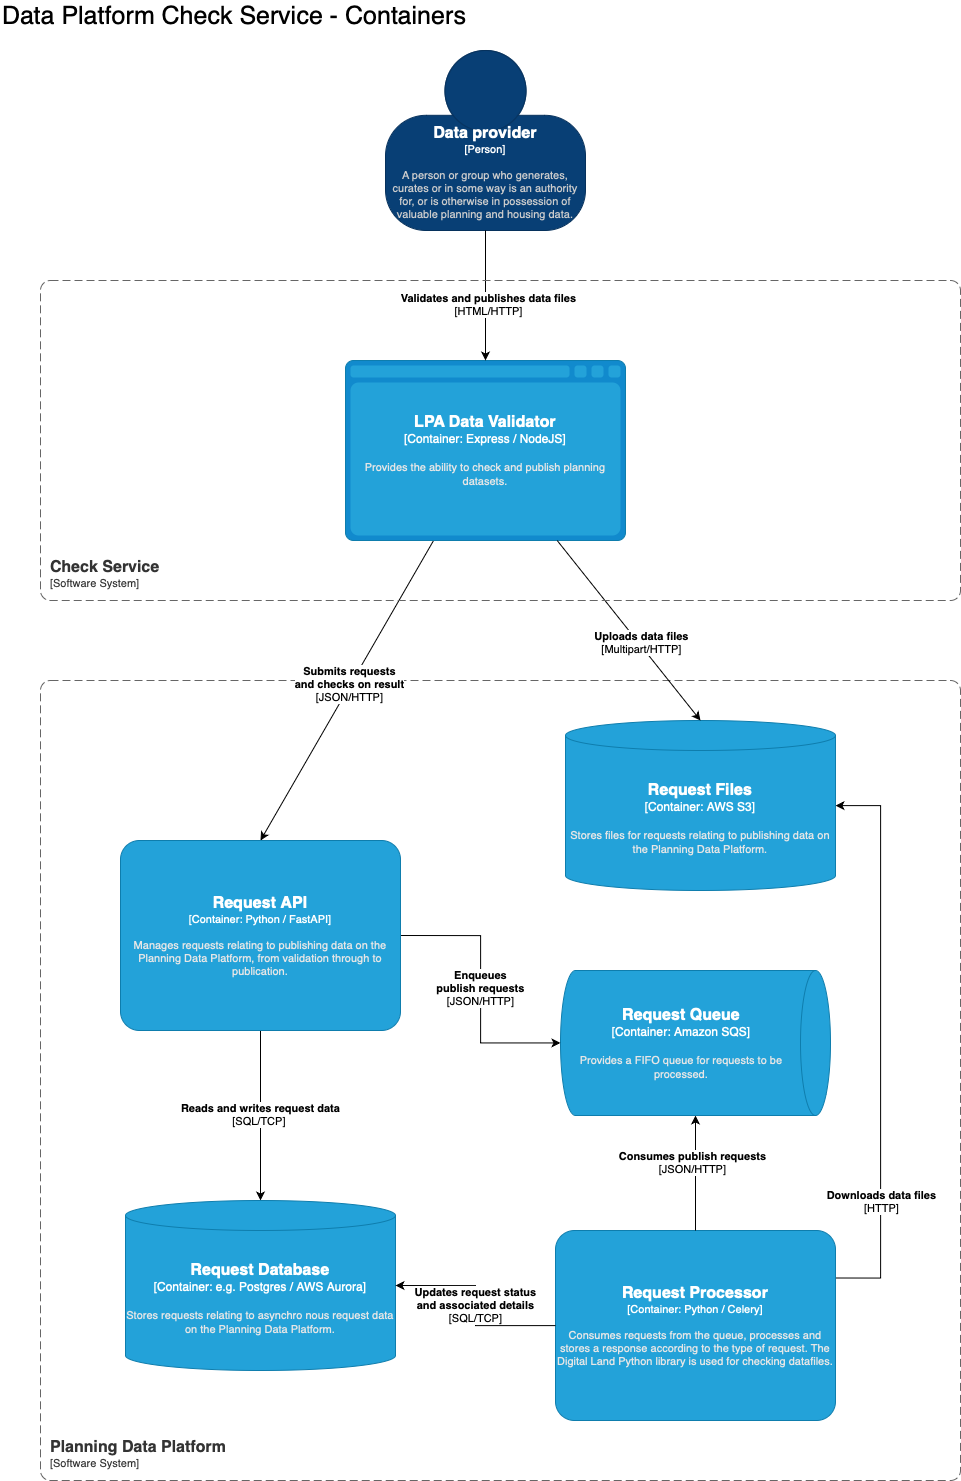 Data Platform Check Service - Containers
Data provider
[Person]
A person or group who generates,
curates or in some way is an authority
for, or is otherwise in possession of
valuable planning and housing data.
Validates and publishes data files
[HTML/HTTP]
LPA Data Validator
[Container: Express / NodeJS]
Provides the ability to check and publish planning
datasets.
Check Service
[Software System]
Uploads data files
[Multipart/HTTP]
Submits requests
and checks on result
[JSON/HTTP]
Request Files
[Container: AWS S3]
Stores files for requests relating to publishing data on
the Planning Data Platform.
Request API
[Container: Python / FastAPI]
Manages requests relating to publishing data on the
Planning Data Platform, from validation through to
publication.
Enqueues
publish requests
[JSON/HTTP]
Request Queue
[Container: Amazon SQS]
Provides a FIFO queue for requests to be
processed.
Reads and writes request data
[SQL/TCP]
Consumes publish requests
[JSON/HTTP]
Downloads data files
[HTTP]
Request Database
[Container: e.g. Postgres / AWS Aurora]
Stores requests relating to asynchro nous request data
on the Planning Data Platform.
Updates request status
and associated details
[SQL/TCP]
Request Processor
[Container: Python / Celery]
Consumes requests from the queue, processes and
stores a response according to the type of request. The
Digital Land Python library is used for checking datafiles.
Planning Data Platform
[Software System]